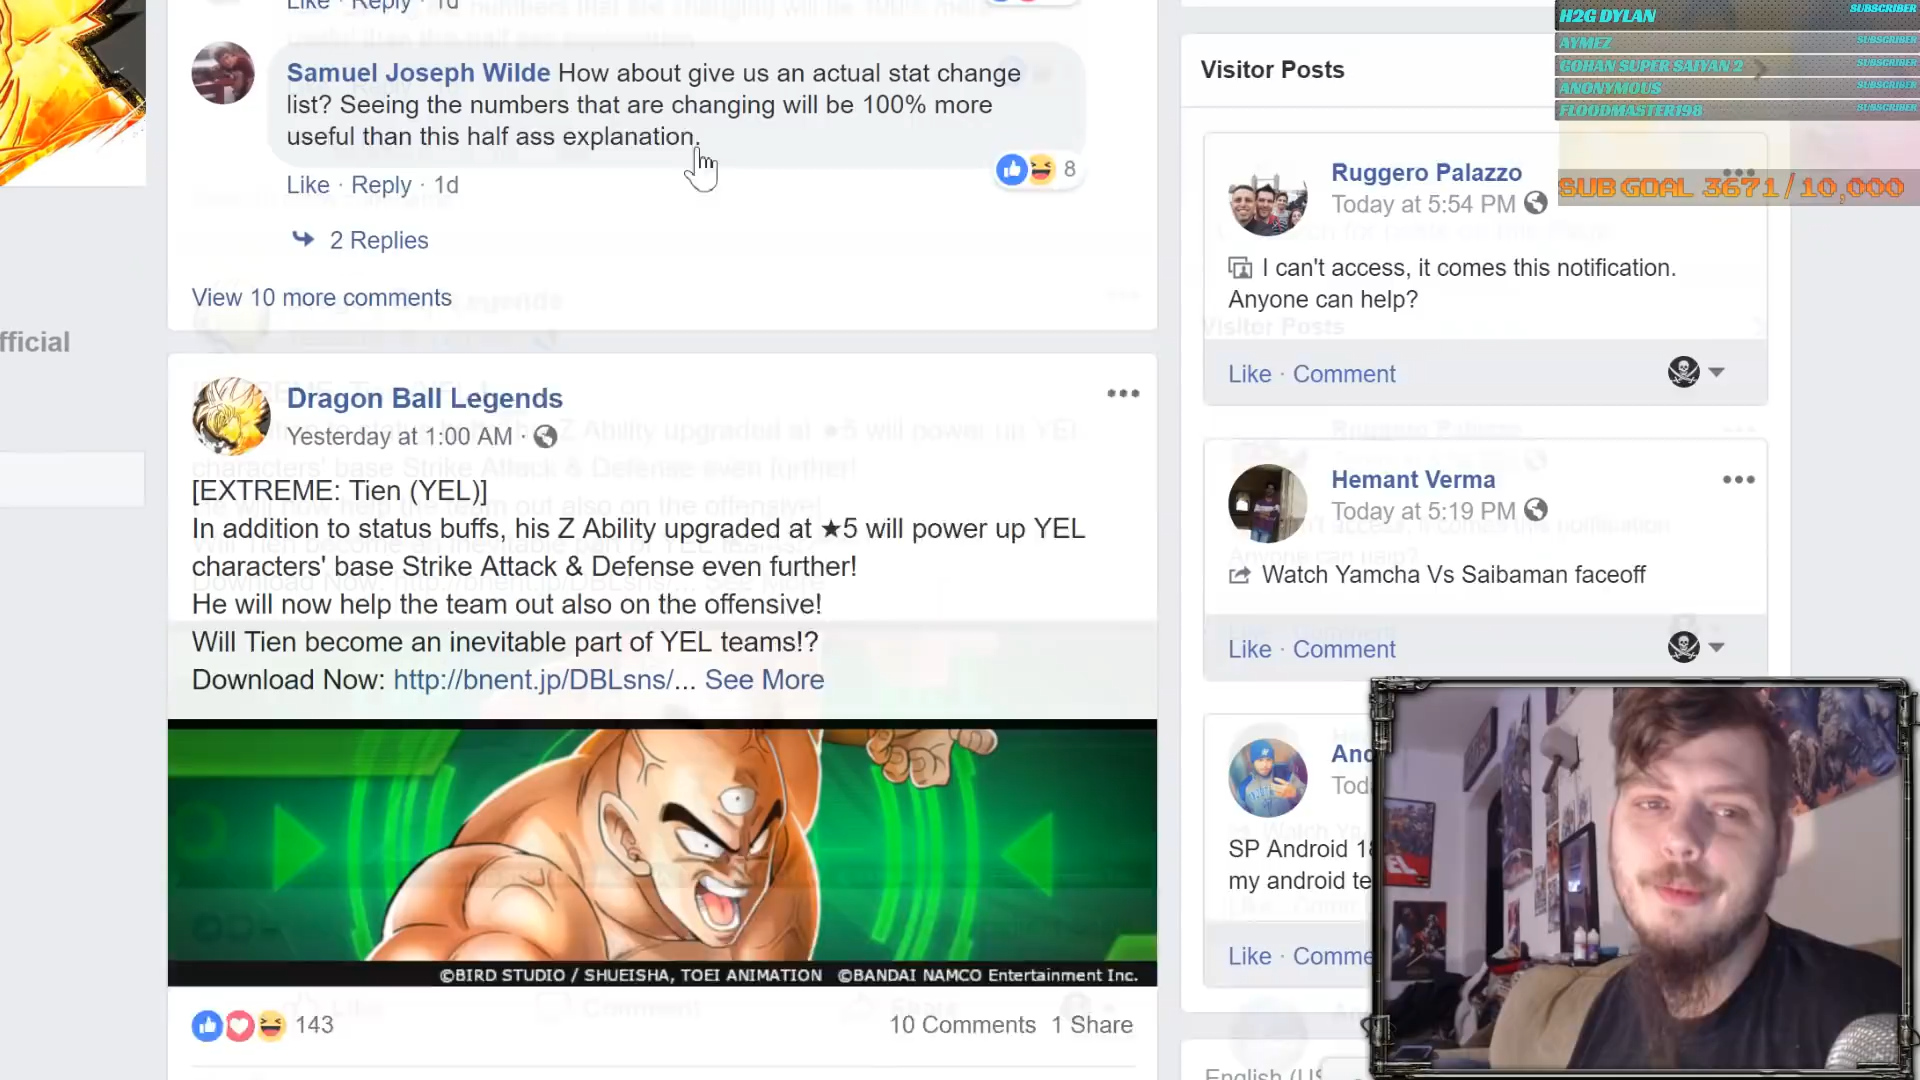 Like · Reply · 1d
Samuel Joseph Wilde How about give us an actual stat change
list? Seeing the numbers that are changing will be 100% more
useful than this half ass explanation.
8
Like · Reply · 1d
2 Replies
View 10 more comments
fficial
Dragon Ball Legends
Yesterday at 1:00 AM ·
[EXTREME: Tien (YEL)]
In addition to status buffs, his Z Ability upgraded at ★5 will power up YEL
characters' base Strike Attack & Defense even further!
He will now help the team out also on the offensive!
Will Tien become an inevitable part of YEL teams!?
Download Now: http://bnent.jp/DBLsns/... See More
©BIRD STUDIO / SHUEISHA, TOEI ANIMATION ©BANDAI NAMCO Entertainment Inc.
143
10 Comments 1 Share
Visitor Posts
H2G DYLAN SUBSCRIBER
AYMEZ SUBSCRIBER
GOHAN SUPER SAIYAN 2 SUBSCRIBER
ANONYMOUS SUBSCRIBER
FLOODMASTER198 SUBSCRIBER
SUB GOAL 3671/10,000
Ruggero Palazzo
Today at 5:54 PM
I can't access, it comes this notification.
Anyone can help?
Like · Comment
Hemant Verma
Today at 5:19 PM
Watch Yamcha Vs Saibaman faceoff
Like · Comment
And
Toda
SP Android 18
my android te
Like · Comme
English (US